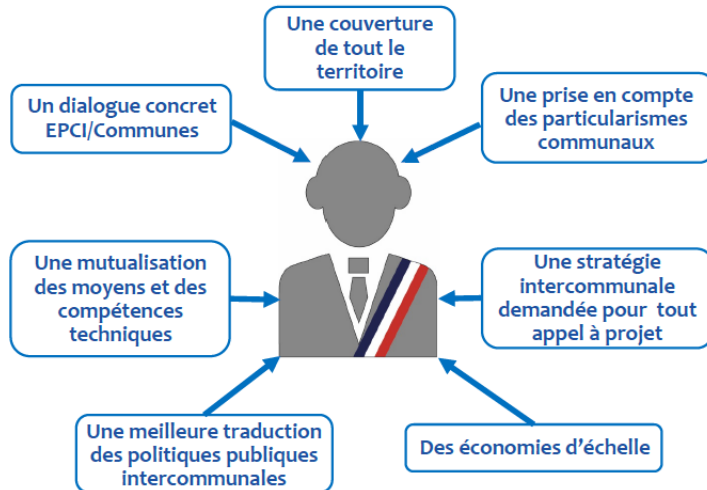 Une couverture
de tout le
territoire
Un dialogue concret
EPCI/Communes
Une prise en compte
des particularismes
communaux
Une mutualisation
des moyens et des
compétences
techniques
Une stratégie
intercommunale
demandée pour tout
appel à projet
Une meilleure traduction
des politiques publiques
intercommunales
Des économies d’échelle